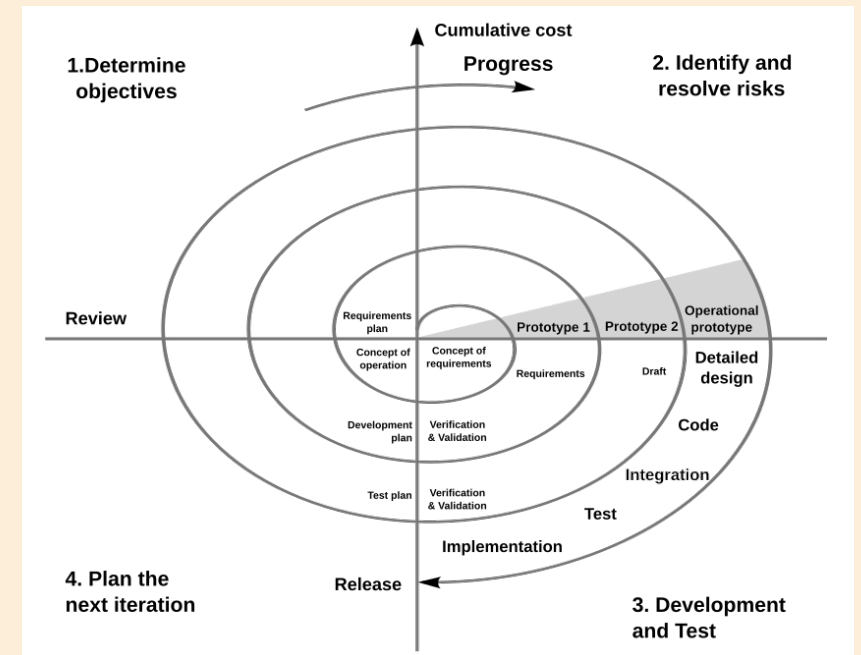 Cumulative cost
1.Determine
objectives
Progress
2. Identify and
resolve risks
Review
Requirements
plan
Prototype 1
Prototype 2
Operational
prototype
Concept of
operation
Concept of
requirements
Requirements
Draft
Detailed
design
Development
plan
Verification
& Validation
Code
Integration
Test plan
Verification
& Validation
Test
Implementation
Release
4. Plan the
next iteration
3. Development
and Test